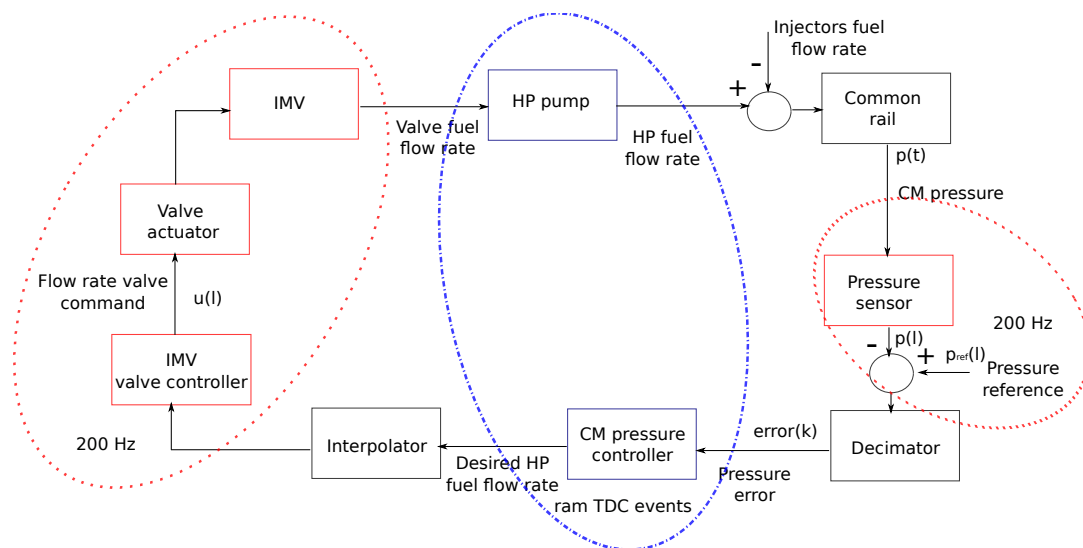 Injectors fuel
flow rate
-
+
IMV
HP pump
Common
rail
Valve fuel
flow rate
HP fuel
flow rate
p(t)
CM pressure
Valve
actuator
Flow rate valve
command
u(l)
Pressure
sensor
200 Hz
-
p(l)
+
pref(l)
Pressure
reference
IMV
valve controller
200 Hz
Interpolator
CM pressure
controller
error(k)
Decimator
Desired HP
fuel flow rate
Pressure
error
ram TDC events